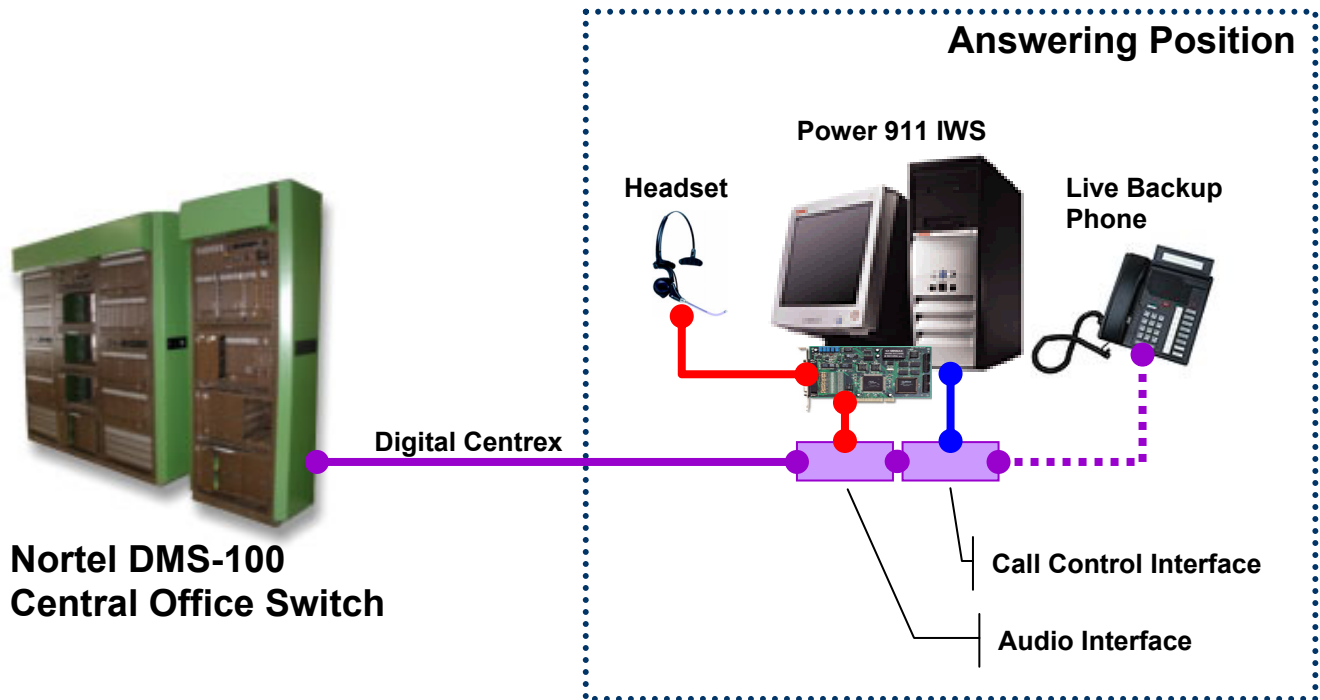 Answering Position
Power 911 IWS
Headset
Live Backup
Phone
Digital Centrex
Nortel DMS-100
Central Office Switch
Call Control Interface
Audio Interface